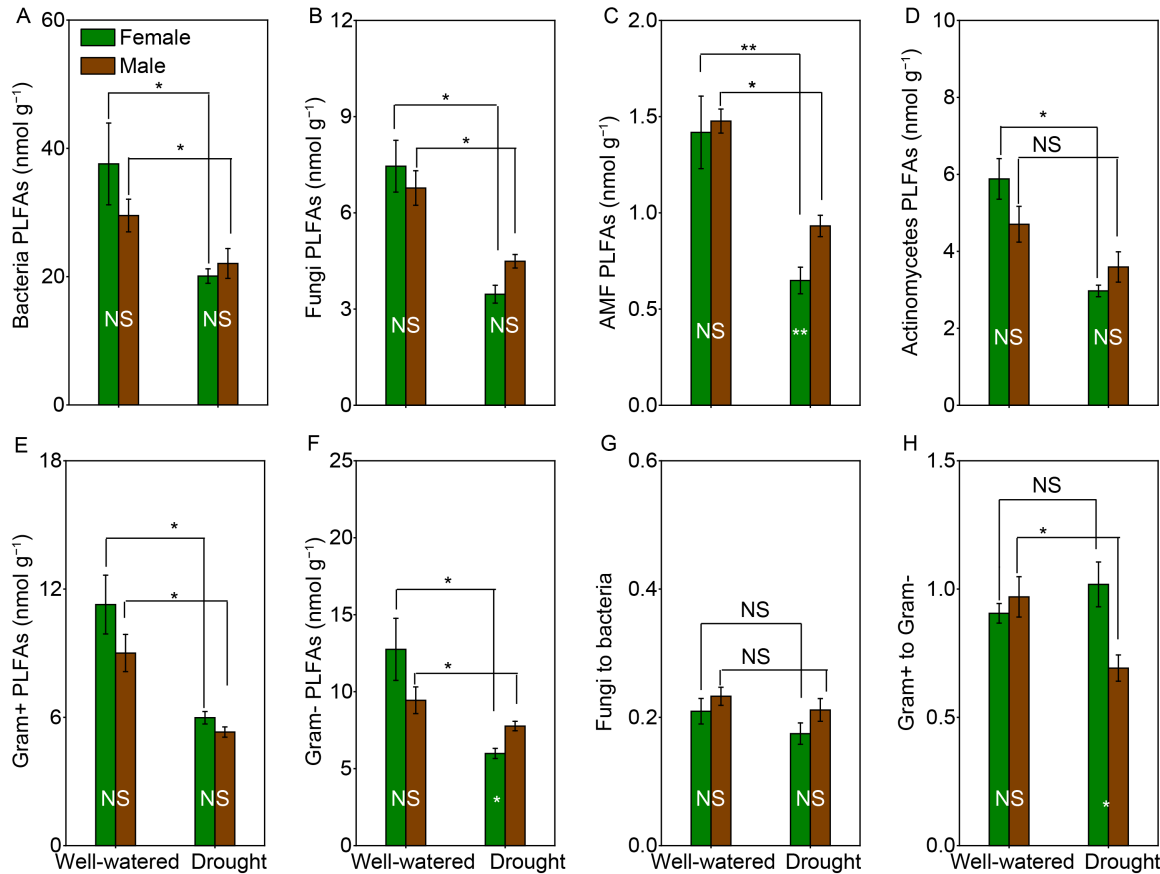 A
Bacteria PLFAs (nmol g⁻¹)
60
40
20
0
Female
Male
*
*
NS
NS
B
Fungi PLFAs (nmol g⁻¹)
12
9
6
3
0
*
*
NS
NS
C
AMF PLFAs (nmol g⁻¹)
2.0
1.5
1.0
0.5
0.0
**
*
NS
**
D
Actinomycetes PLFAs (nmol g⁻¹)
10
8
6
4
2
0
*
NS
NS
NS
E
Gram+ PLFAs (nmol g⁻¹)
18
12
6
0
*
*
NS
NS
Well-watered Drought
F
Gram- PLFAs (nmol g⁻¹)
25
20
15
10
5
0
*
*
NS
*
Well-watered Drought
G
Fungi to bacteria
0.6
0.4
0.2
0.0
NS
NS
NS
NS
Well-watered Drought
H
Gram+ to Gram-
1.5
1.0
0.5
0.0
NS
*
NS
*
Well-watered Drought